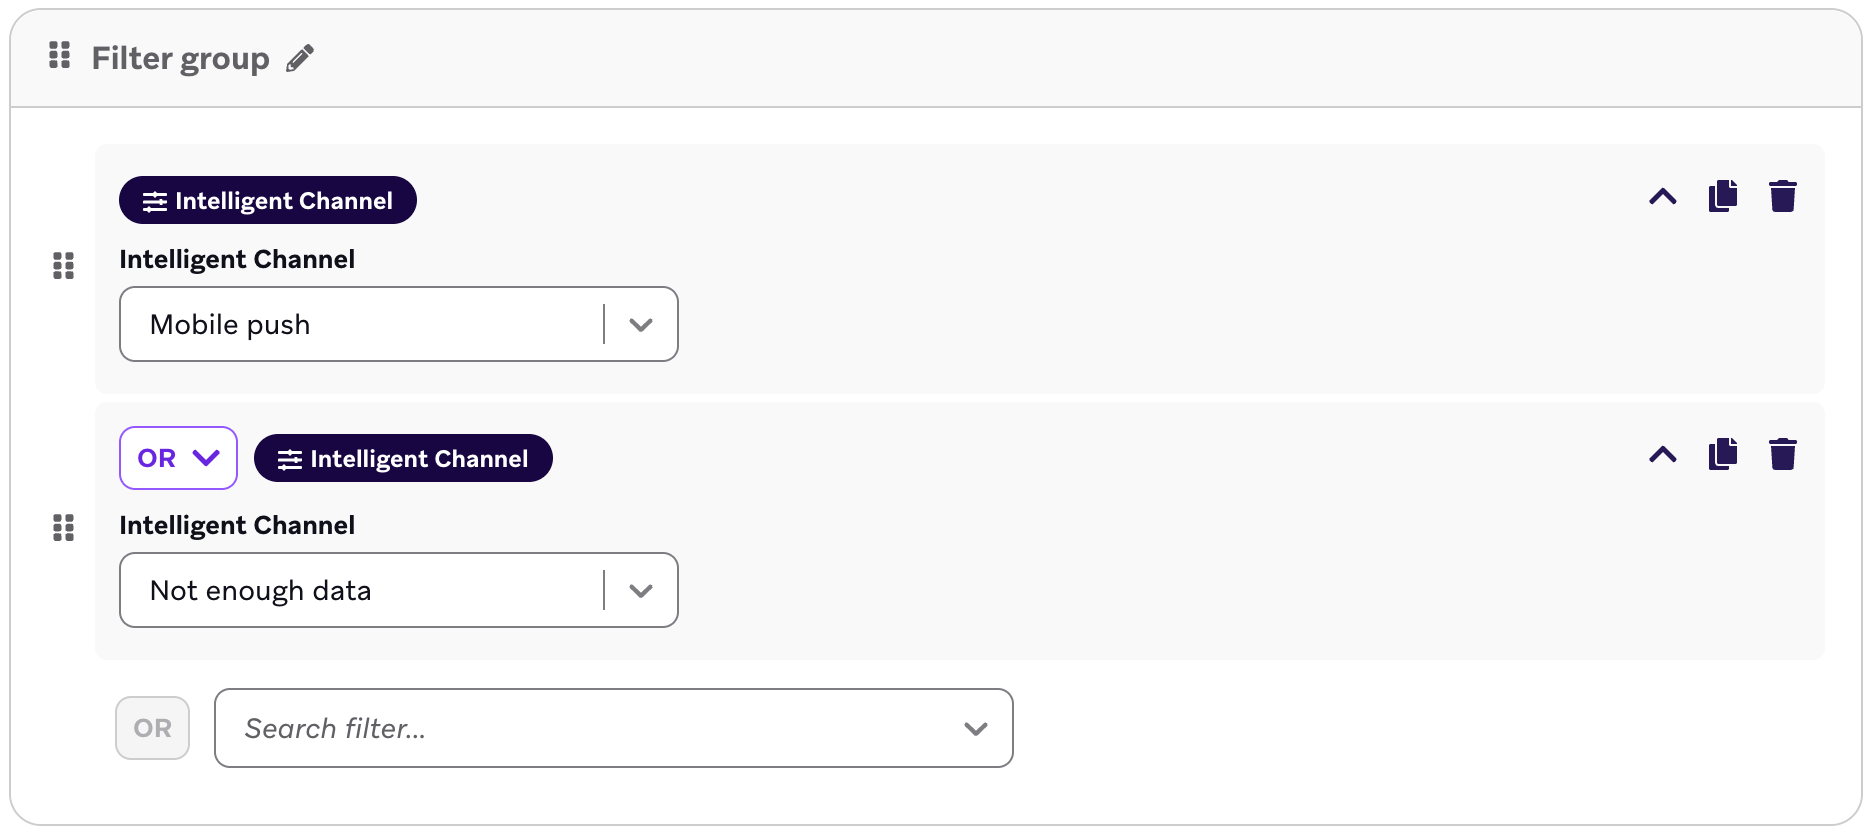 Filter group
Intelligent Channel
Intelligent Channel
Mobile push
OR Intelligent Channel
Intelligent Channel
Not enough data
OR Search filter...